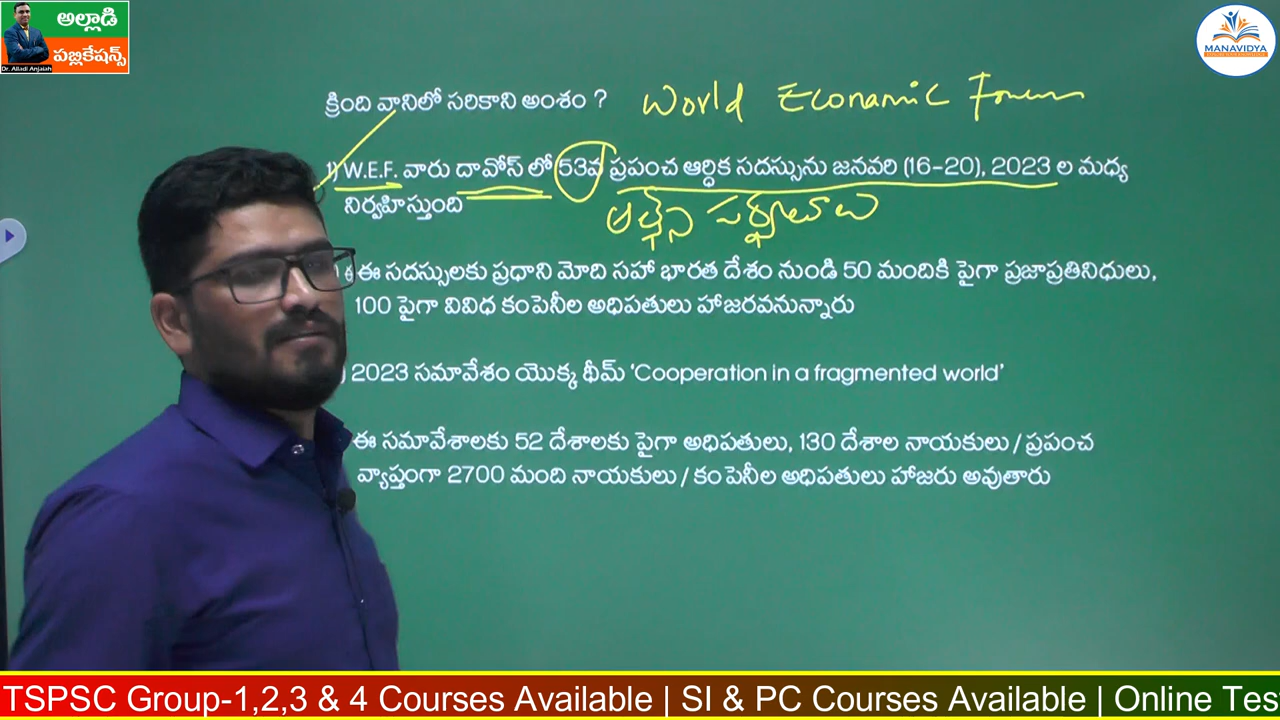 అల్లాడి
పబ్లికేషన్స్
Dr. Alladi Anjaiah
MANAVIDYA
క్రింది వానిలో సరికాని అంశం ? World Economic Forum
1) W.E.F. వారు దావోస్ లో 53వ ప్రపంచ ఆర్ధిక సదస్సును జనవరి (16-20), 2023 ల మధ్య
నిర్వహిస్తుంది
ఈ సదస్సులకు ప్రధాని మోది సహా భారత దేశం నుండి 50 మందికి పైగా ప్రజాప్రతినిధులు,
100 పైగా వివిధ కంపెనీల అధిపతులు హాజరవనున్నారు
) 2023 సమావేశం యొక్క థీమ్ ‘Cooperation in a fragmented world’
ఈ సమావేశాలకు 52 దేశాలకు పైగా అధిపతులు, 130 దేశాల నాయకులు / ప్రపంచ
వ్యాప్తంగా 2700 మంది నాయకులు / కంపెనీల అధిపతులు హాజరు అవుతారు
TSPSC Group-1,2,3 & 4 Courses Available | SI & PC Courses Available | Online Tes